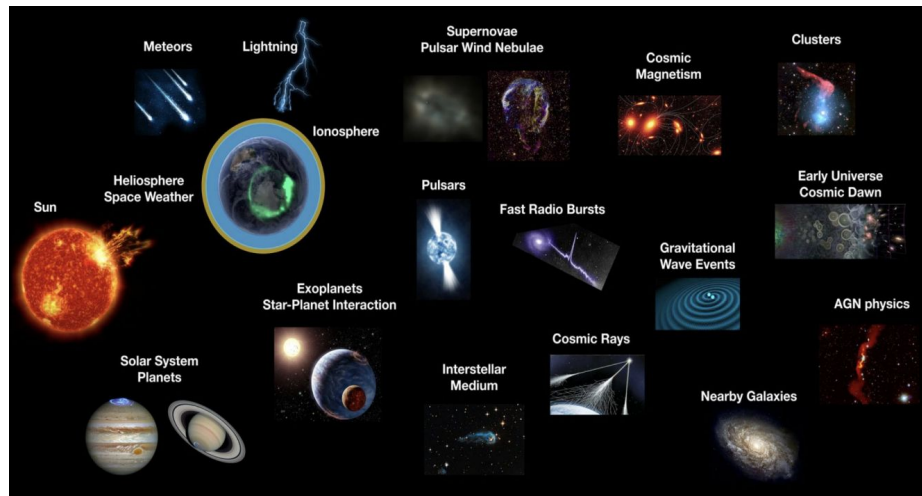 Meteors
Lightning
Supernovae
Pulsar Wind Nebulae
Cosmic
Magnetism
Clusters
Ionosphere
Heliosphere
Space Weather
Sun
Pulsars
Fast Radio Bursts
Early Universe
Cosmic Dawn
Gravitational
Wave Events
Exoplanets
Star-Planet Interaction
AGN physics
Solar System
Planets
Interstellar
Medium
Cosmic Rays
Nearby Galaxies